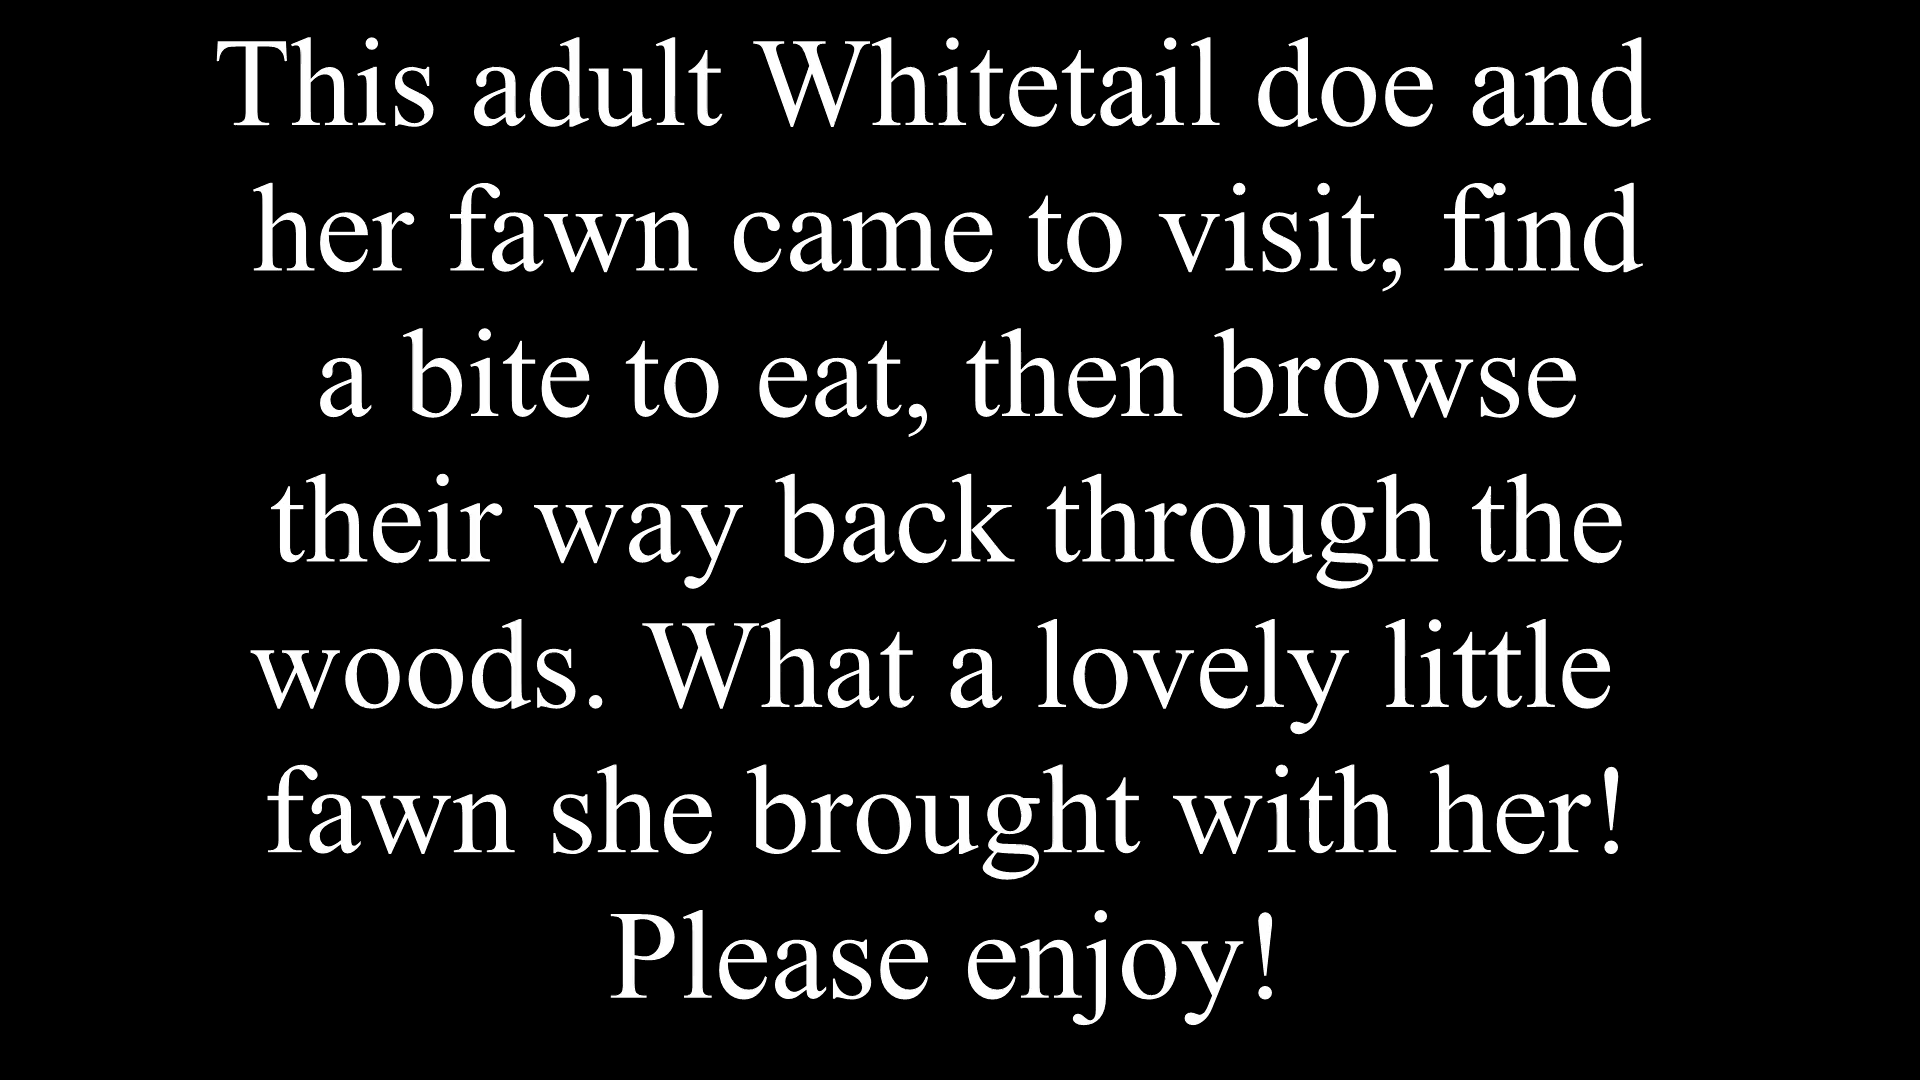 This adult Whitetail doe and
her fawn came to visit, find
a bite to eat, then browse
their way back through the
woods. What a lovely little
fawn she brought with her!
Please enjoy!